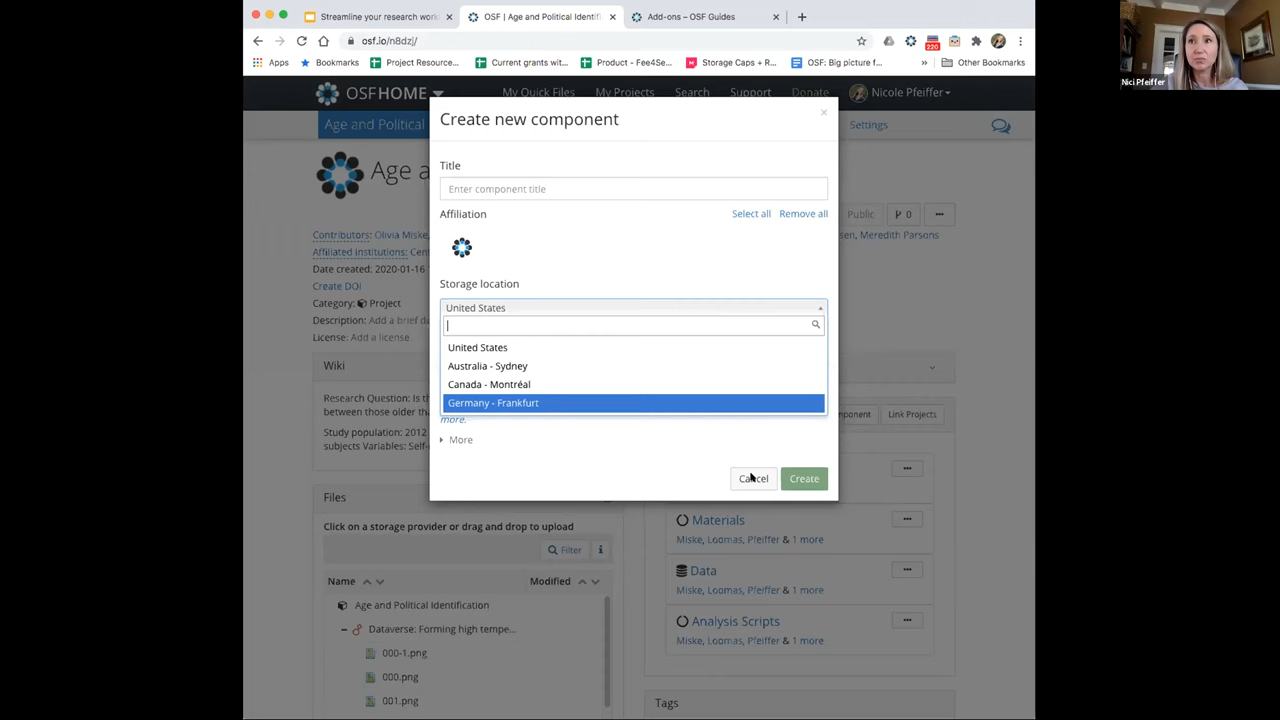 Streamline your research work
OSF | Age and Political Identifi
Add-ons – OSF Guides
osf.io/n8dzj/
220
Apps
Bookmarks
Project Resource...
Current grants wit...
Product - Fee4Se...
Storage Caps + R...
OSF: Big picture f...
»
Other Bookmarks
Nici Pfeiffer
OSFHOME
My Quick Files
My Projects
Search
Support
Donate
Nicole Pfeiffer
Age and Political
Settings
Create new component
×
Title
Enter component title
Affiliation
Select all
Remove all
Storage location
United States
United States
Australia - Sydney
Canada - Montréal
Germany - Frankfurt
more.
More
Cancel
Create
Age a
Public
0
Contributors: Olivia Miske,
sen, Meredith Parsons
Affiliated institutions: Cen
Date created: 2020-01-16
Create DOI
Category: Project
Description: Add a brief de
License: Add a license
Wiki
Research Question: Is the
between those older tha
Study population: 2012
subjects Variables: Self-
mponent
Link Projects
Files
Click on a storage provider or drag and drop to upload
Filter
i
Name
Modified
Age and Political Identification
Dataverse: Forming high tempe...
000-1.png
000.png
001.png
Materials
Miske, Loomas, Pfeiffer & 1 more
Data
Miske, Loomas, Pfeiffer & 1 more
Analysis Scripts
Miske, Loomas, Pfeiffer & 1 more
Tags